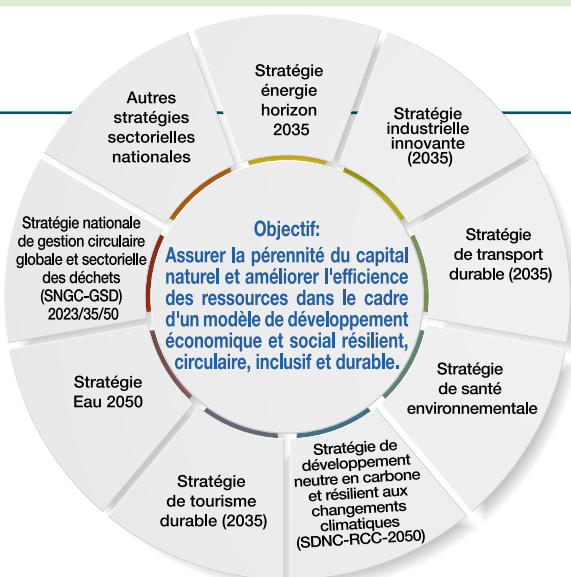 Stratégie
énergie
horizon
2035
Stratégie
industrielle
innovante
(2035)
Stratégie
de transport
durable (2035)
Stratégie
de santé
environnementale
Stratégie de
développement
neutre en carbone
et résilient aux
changements
climatiques
(SDNC-RCC-2050)
Stratégie
de tourisme
durable (2035)
Stratégie
Eau 2050
Stratégie nationale
de gestion circulaire
globale et sectorielle
des déchets
(SNGC-GSD)
2023/35/50
Autres
stratégies
sectorielles
nationales
Objectif:
Assurer la pérennité du capital
naturel et améliorer l'efficience
des ressources dans le cadre
d'un modèle de développement
économique et social résilient,
circulaire, inclusif et durable.